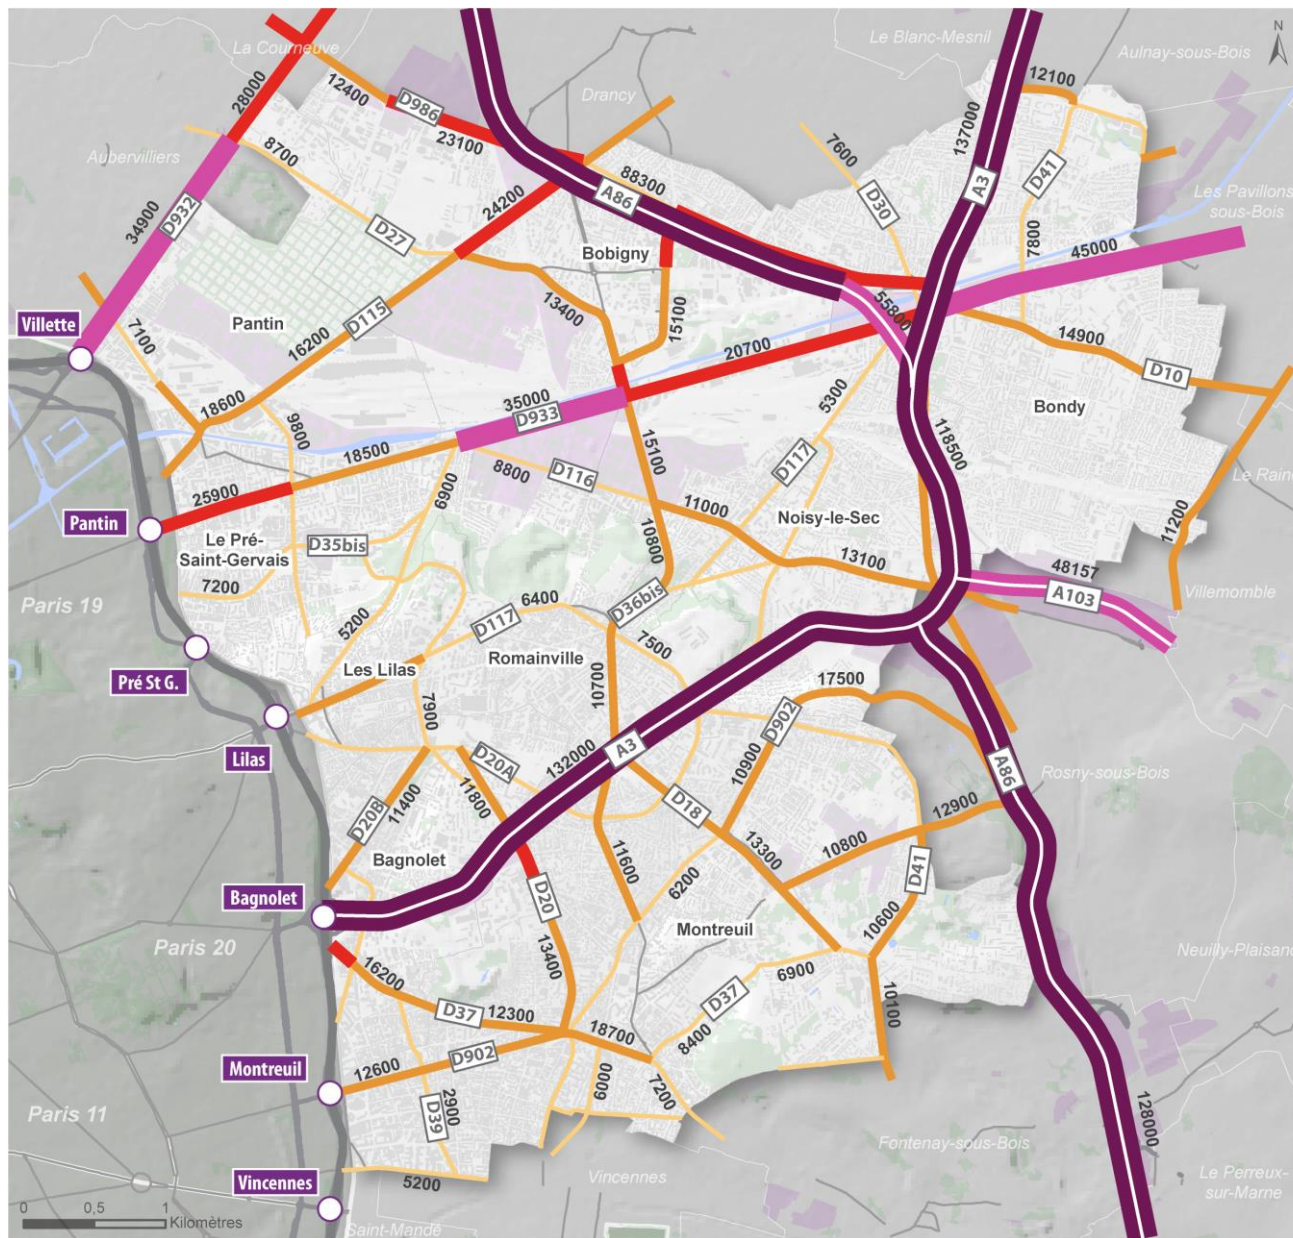 La Courneuve
Le Blanc-Mesnil
N
Aulnay-sous-Bois
12400
28000
D986
23100
Drancy
12100
137000
7600
8700
Aubervilliers
24200
88300
A86
A3
D41
D30
Les Pavillons-
sous-Bois
34900
D932
D27
Bobigny
7800
45000
Villette
7100
Pantin
D115
16200
13400
15100
55800
20700
14900
D10
18600
9800
35000
D933
5300
Bondy
18500
8800
D116
15100
D117
118500
25900
6900
11000
Noisy-le-Sec
Pantin
Le Pré-
Saint-Gervais
D35bis
10800
13100
11200
48157
A103
Villemomble
7200
6400
D36bis
Paris 19
5200
D117
7500
Pré St G.
Les Lilas
Romainville
10700
17500
7900
D902
Lilas
D20A
132000
A3
10900
A86
Rosny-sous-Bois
D20B
11400
11800
D18
12900
Bagnolet
13300
10800
D41
11600
6200
Bagnolet
D20
10600
Paris 20
Montreuil
Neuilly-Plaisanc
16200
13400
6900
D37
10100
D37
12300
18700
8400
12600
D902
Montreuil
2900
D39
6000
7200
Paris 11
128000
Fontenay-sous-Bois
Vincennes
5200
Vincennes
Le Perreux-
sur-Marne
0
0,5
1
Kilomètres
Saint-Mandé